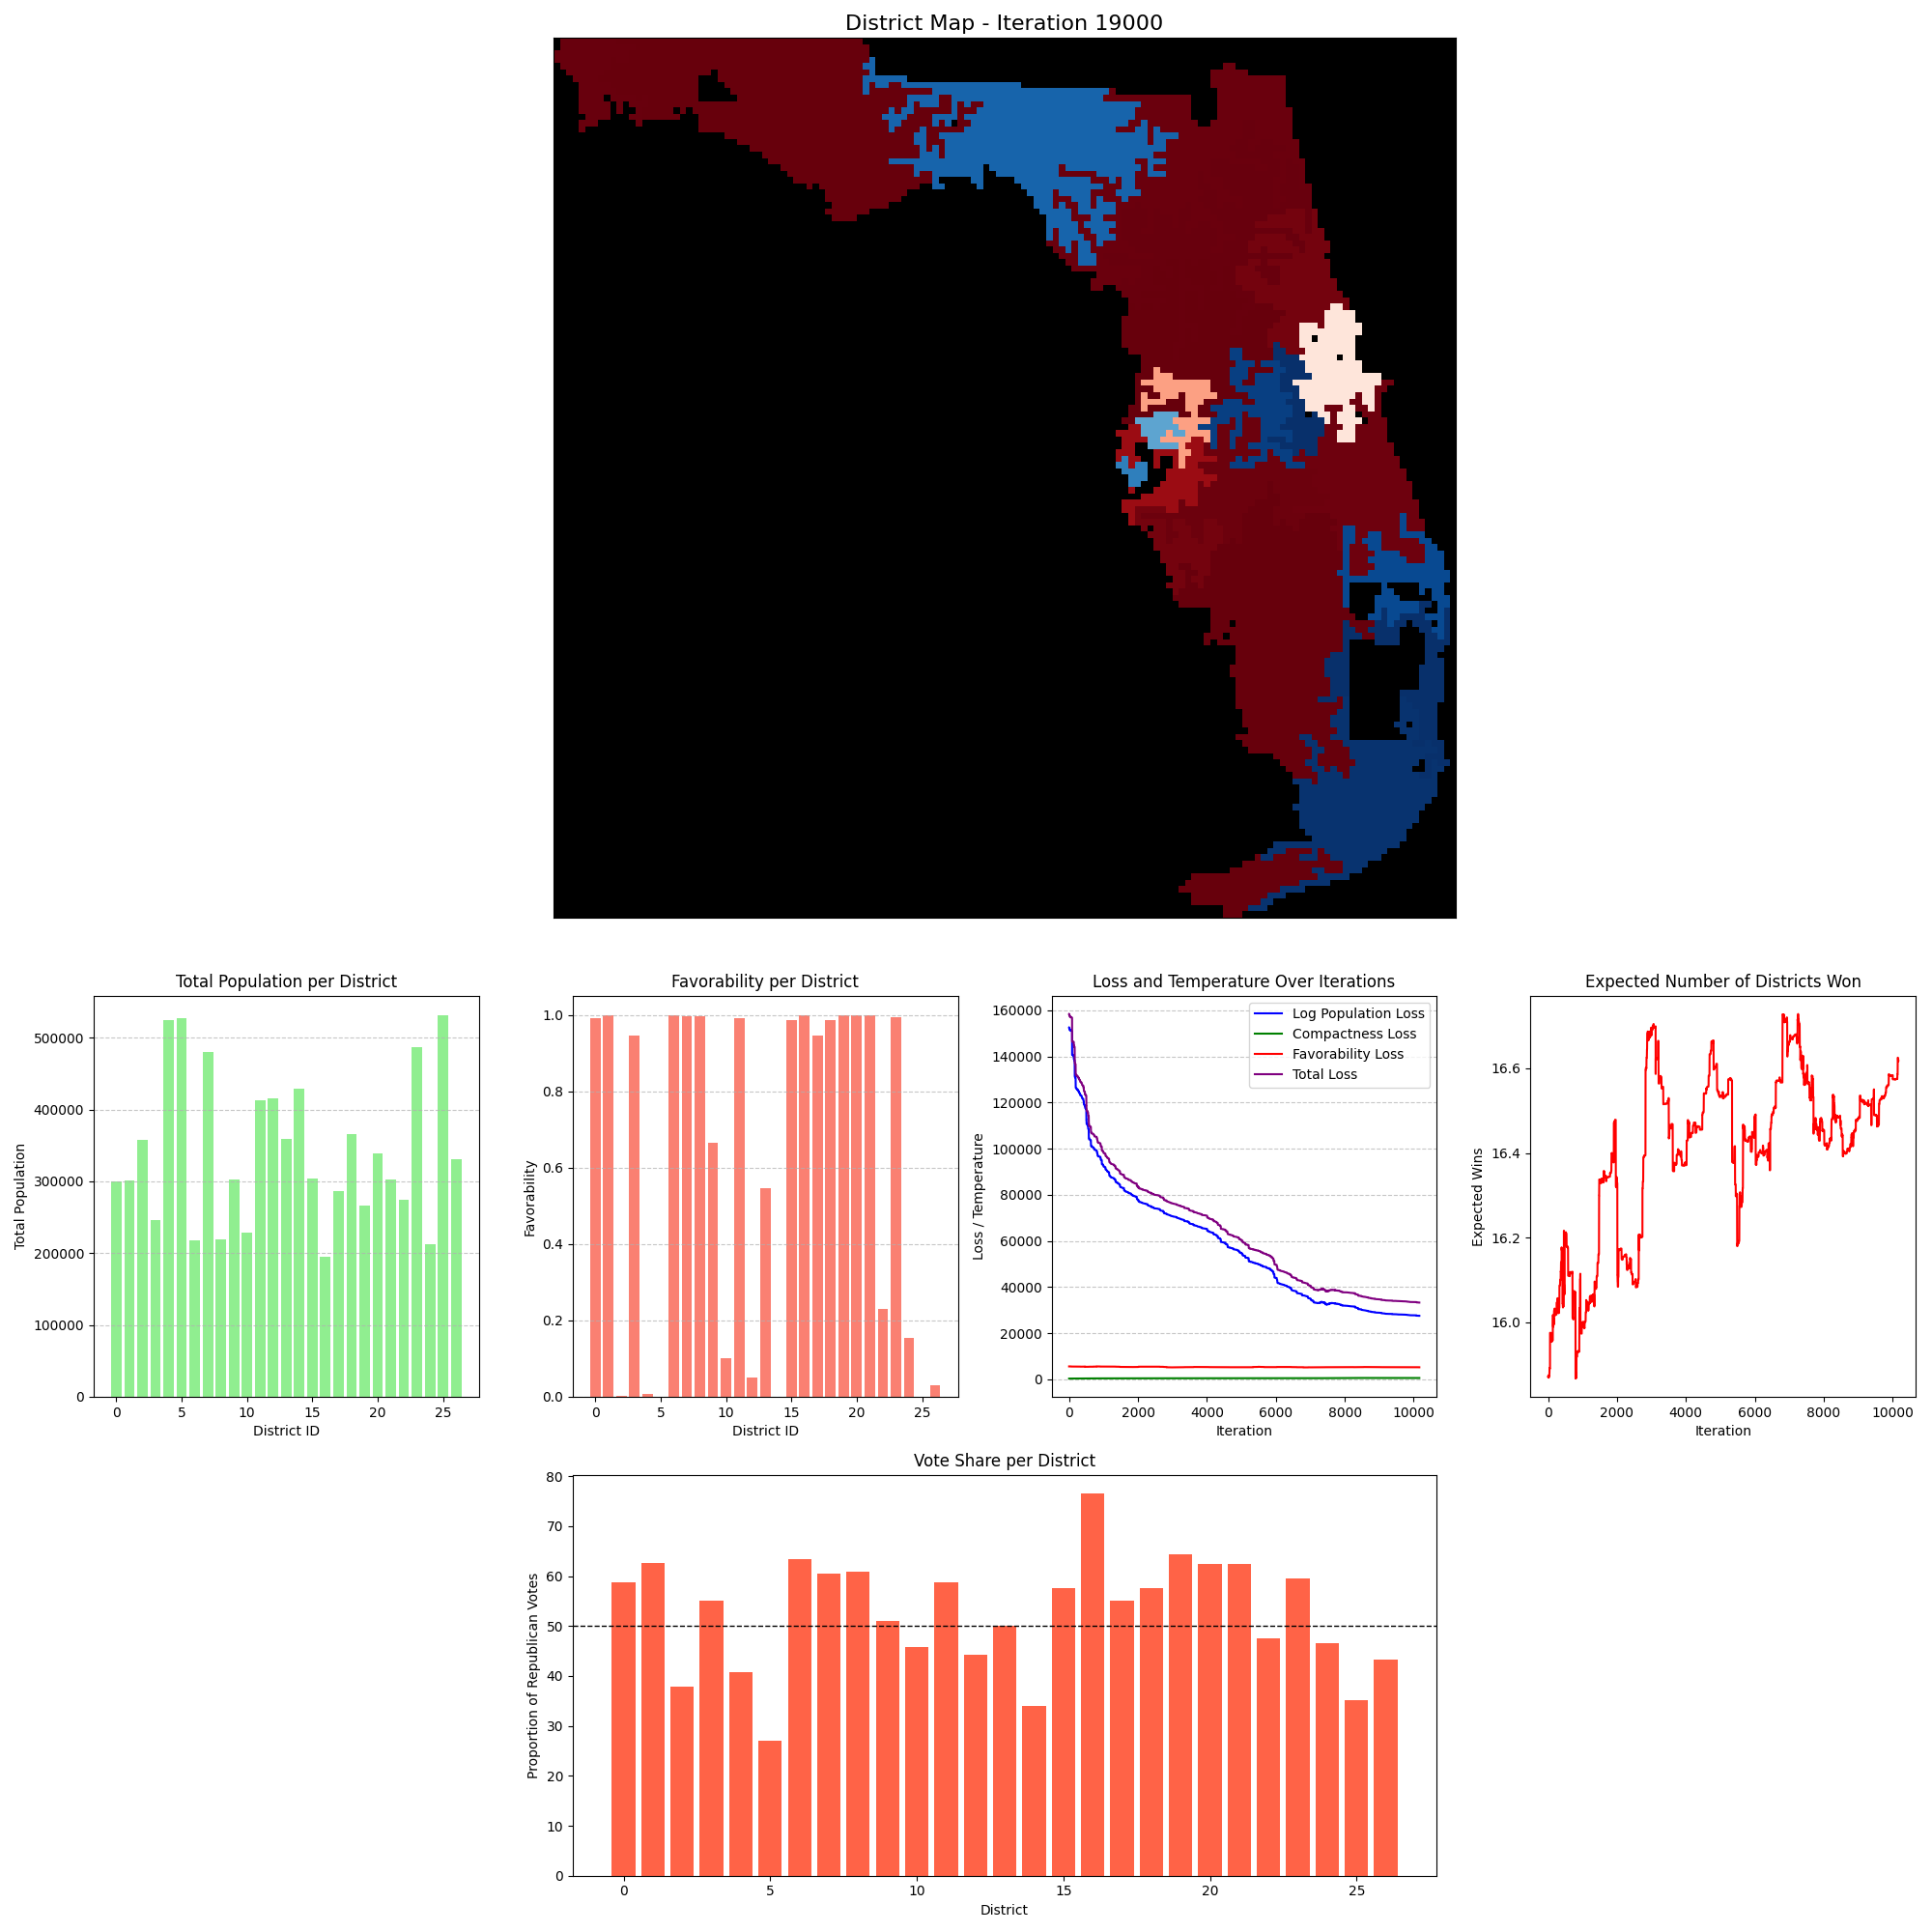 District Map - Iteration 19000
Total Population per District
Total Population
500000
400000
300000
200000
100000
0
0 5 10 15 20 25
District ID
Favorability per District
Favorability
1.0
0.8
0.6
0.4
0.2
0.0
0 5 10 15 20 25
District ID
Loss and Temperature Over Iterations
Loss / Temperature
160000
140000
120000
100000
80000
60000
40000
20000
0
Log Population Loss
Compactness Loss
Favorability Loss
Total Loss
0 2000 4000 6000 8000 10000
Iteration
Expected Number of Districts Won
Expected Wins
16.6
16.4
16.2
16.0
0 2000 4000 6000 8000 10000
Iteration
Vote Share per District
Proportion of Republican Votes
80
70
60
50
40
30
20
10
0
0 5 10 15 20 25
District